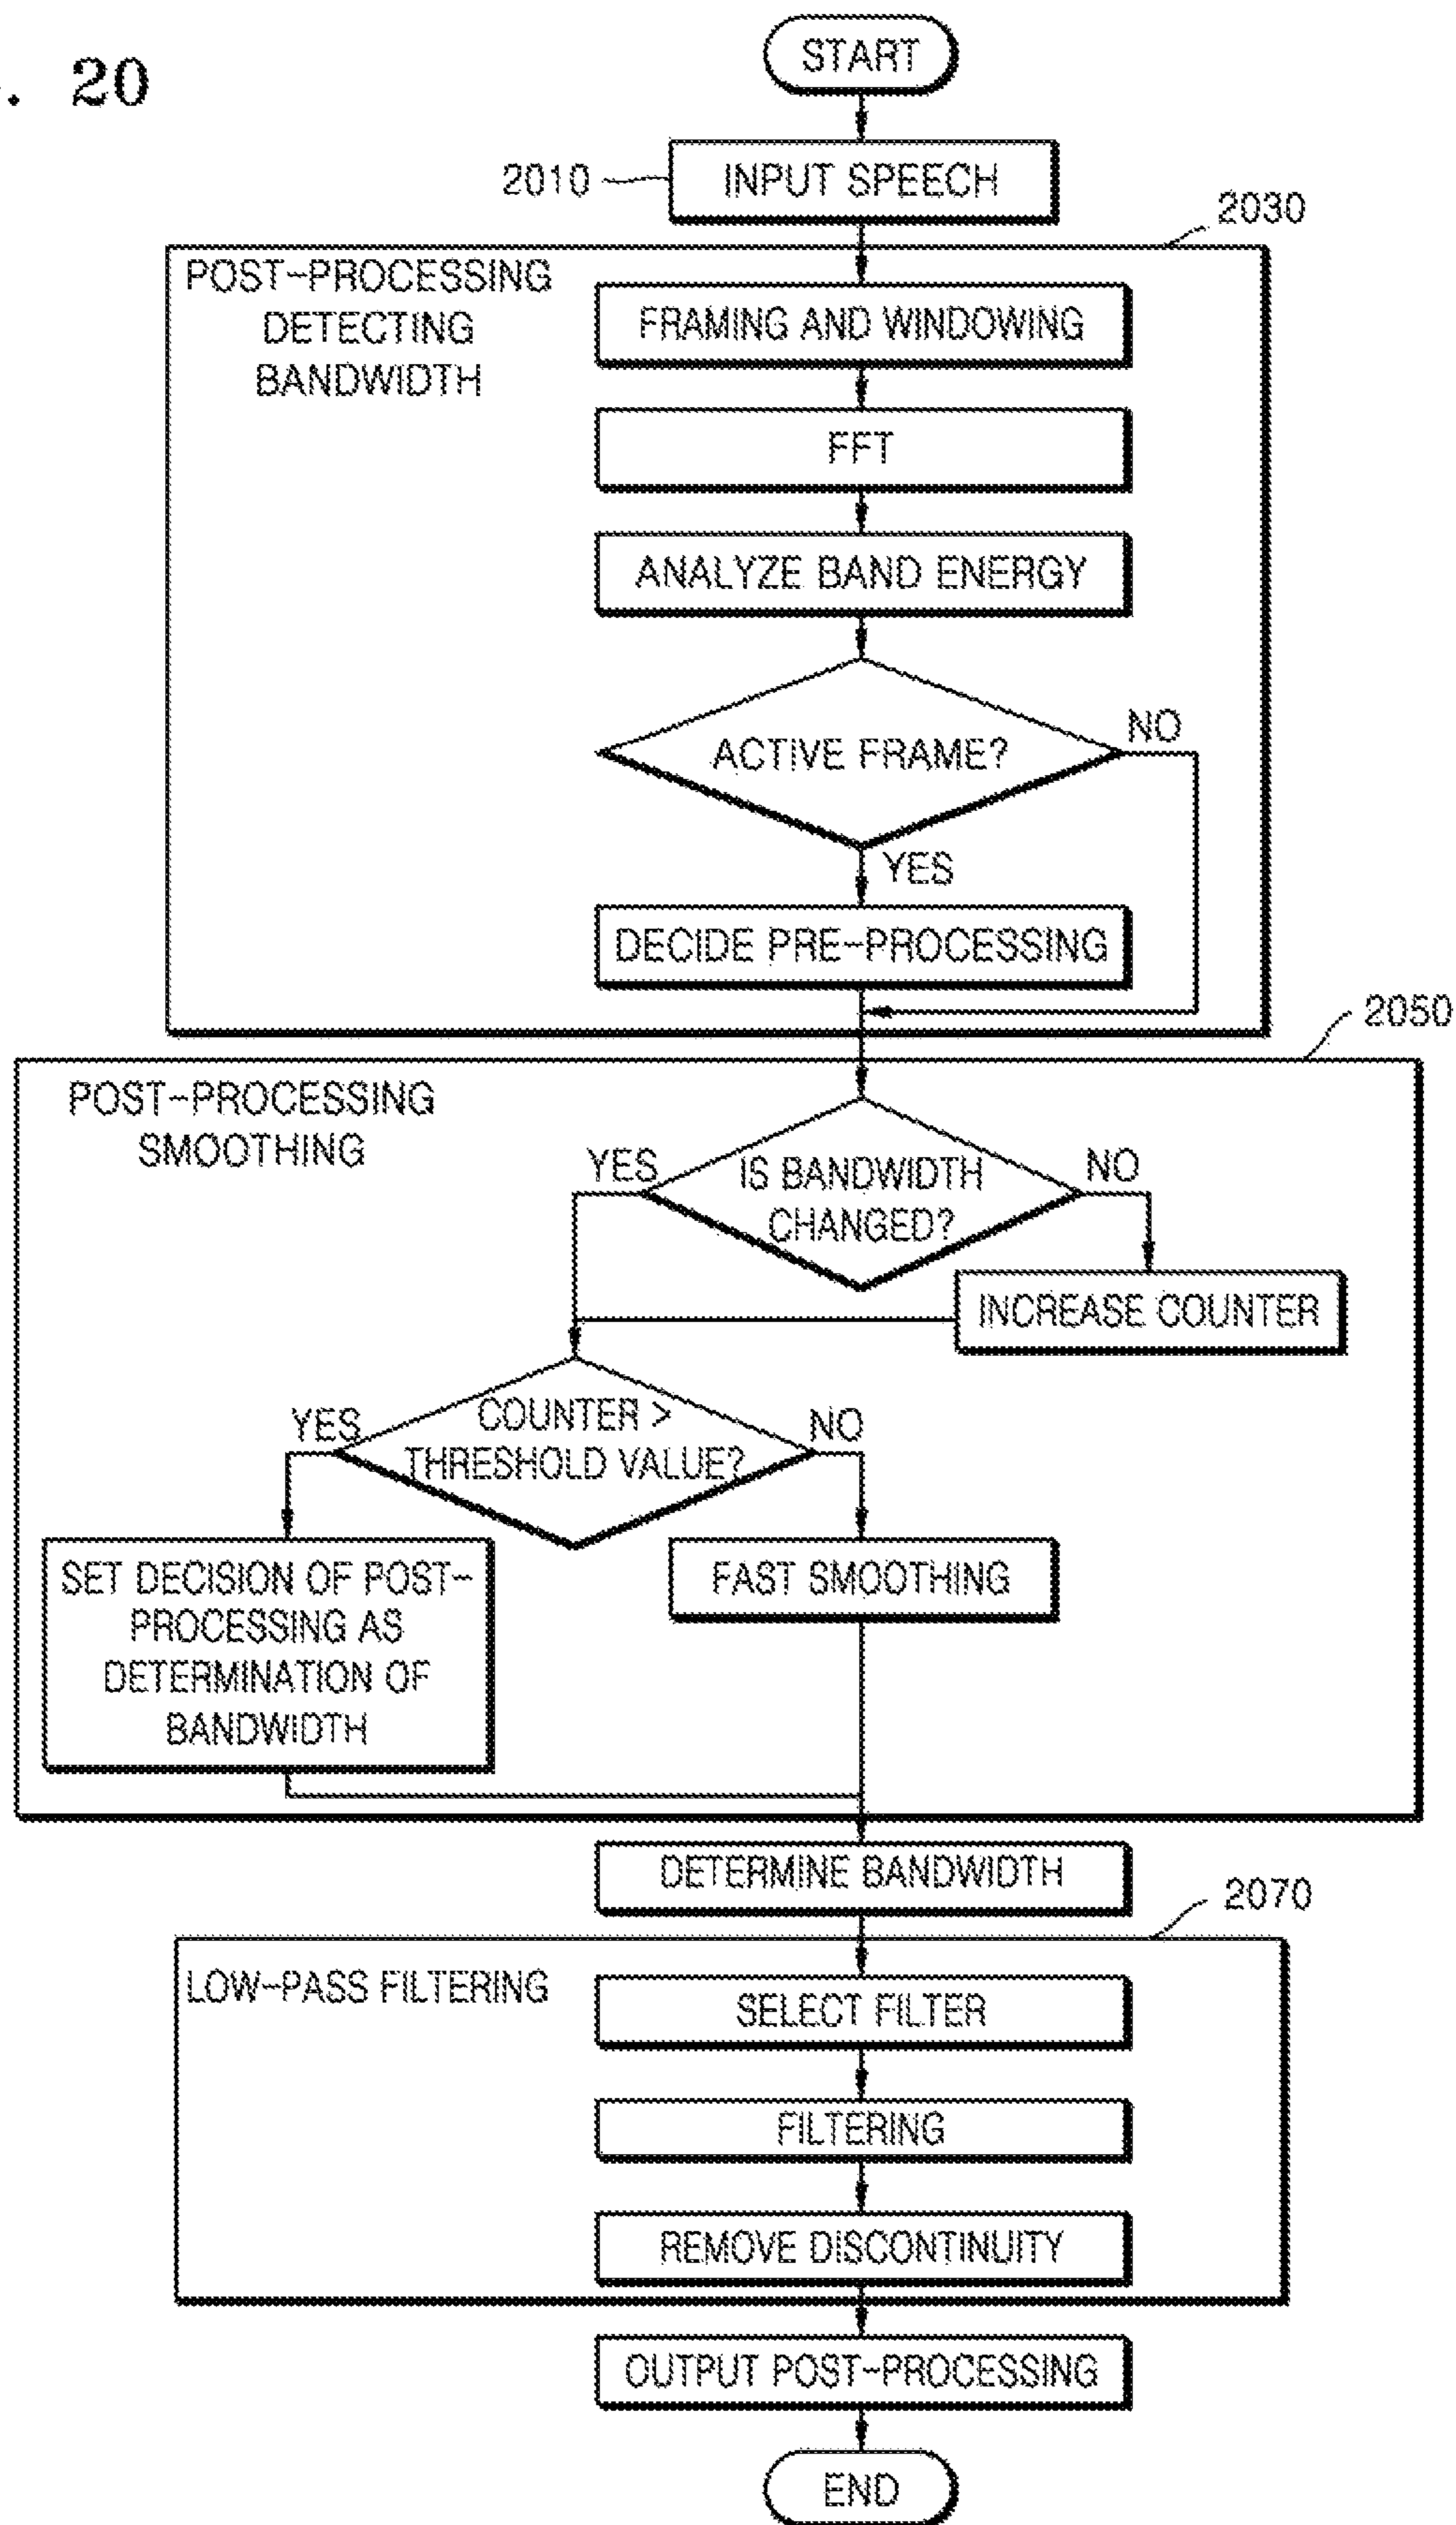 . 20
START
2010
INPUT SPEECH
2030
POST-PROCESSING
DETECTING
BANDWIDTH
FRAMING AND WINDOWING
FFT
ANALYZE BAND ENERGY
ACTIVE FRAME?
NO
YES
DECIDE PRE-PROCESSING
2050
POST-PROCESSING
SMOOTHING
YES
IS BANDWIDTH
CHANGED?
NO
INCREASE COUNTER
YES
COUNTER >
THRESHOLD VALUE?
NO
SET DECISION OF POST-
PROCESSING AS
DETERMINATION OF
BANDWIDTH
FAST SMOOTHING
DETERMINE BANDWIDTH
2070
LOW-PASS FILTERING
SELECT FILTER
FILTERING
REMOVE DISCONTINUITY
OUTPUT POST-PROCESSING
END